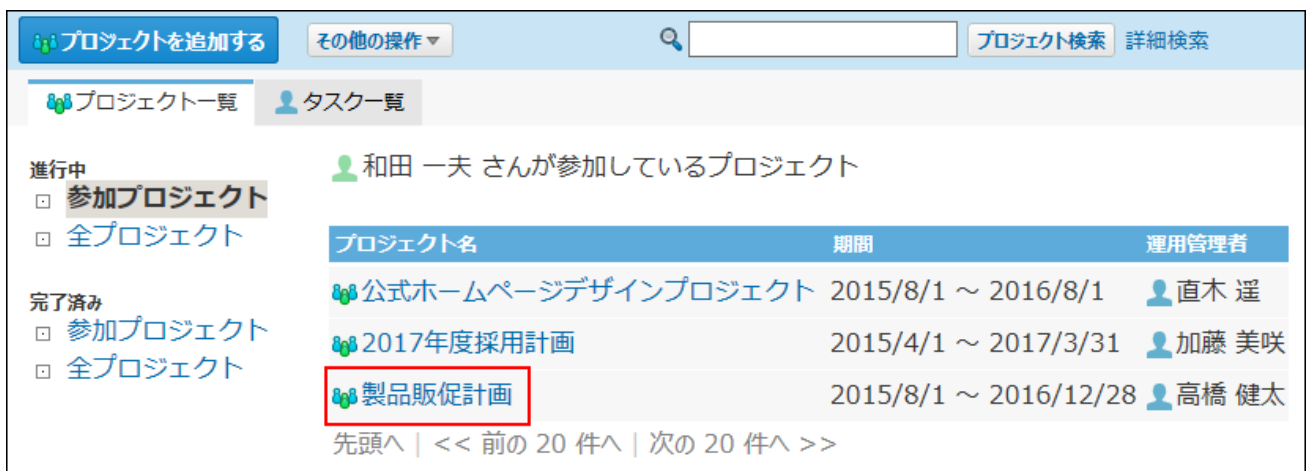 プロジェクトを追加する その他の操作▼ プロジェクト検索 詳細検索
プロジェクト一覧 タスク一覧
進行中
参加プロジェクト
全プロジェクト
完了済み
参加プロジェクト
全プロジェクト
和田 一夫 さんが参加しているプロジェクト
プロジェクト名 期間 運用管理者
公式ホームページデザインプロジェクト 2015/8/1 ～ 2016/8/1 直木 遥
2017年度採用計画 2015/4/1 ～ 2017/3/31 加藤 美咲
製品販促計画 2015/8/1 ～ 2016/12/28 高橋 健太
先頭へ | << 前の 20 件へ | 次の 20 件へ >>